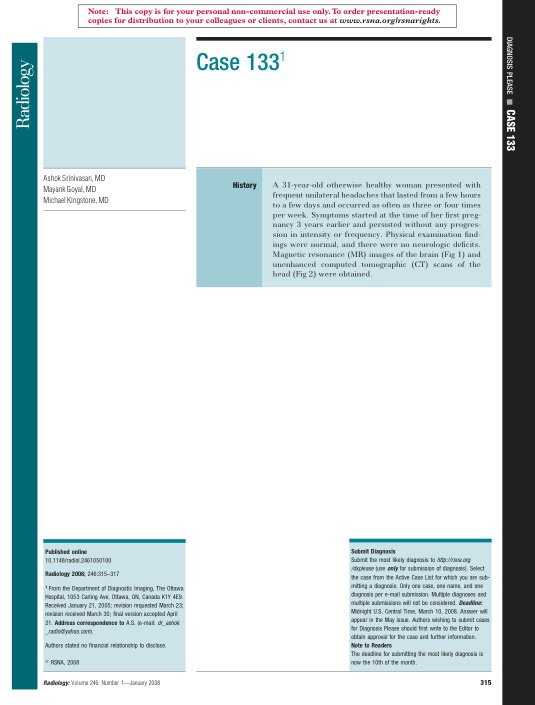 Note: This copy is for your personal non-commercial use only. To order presentation-ready
copies for distribution to your colleagues or clients, contact us at www.rsna.org/rsnarights.
Radiology
DIAGNOSIS PLEASE ■ CASE 133
Case 133¹
Ashok Srinivasan, MD
Mayank Goyal, MD
Michael Kingstone, MD
History
A 31-year-old otherwise healthy woman presented with
frequent unilateral headaches that lasted from a few hours
to a few days and occurred as often as three or four times
per week. Symptoms started at the time of her first preg-
nancy 3 years earlier and persisted without any progres-
sion in intensity or frequency. Physical examination find-
ings were normal, and there were no neurologic deficits.
Magnetic resonance (MR) images of the brain (Fig 1) and
unenhanced computed tomographic (CT) scans of the
head (Fig 2) were obtained.
Published online
10.1148/radiol.2461050100
Radiology 2008; 246:315–317
¹ From the Department of Diagnostic Imaging, The Ottawa
Hospital, 1053 Carling Ave, Ottawa, ON, Canada K1Y 4E9.
Received January 21, 2005; revision requested March 23;
revision received March 30; final version accepted April
21. Address correspondence to A.S. (e-mail: dr_ashok
_radio@yahoo.com).
Authors stated no financial relationship to disclose.
© RSNA, 2008
Submit Diagnosis
Submit the most likely diagnosis to http://rsna.org
/dxplease (use only for submission of diagnosis). Select
the case from the Active Case List for which you are sub-
mitting a diagnosis. Only one case, one name, and one
diagnosis per e-mail submission. Multiple diagnoses and
multiple submissions will not be considered. Deadline:
Midnight U.S. Central Time, March 10, 2008. Answer will
appear in the May issue. Authors wishing to submit cases
for Diagnosis Please should first write to the Editor to
obtain approval for the case and further information.
Note to Readers
The deadline for submitting the most likely diagnosis is
now the 10th of the month.
Radiology: Volume 246: Number 1—January 2008
315